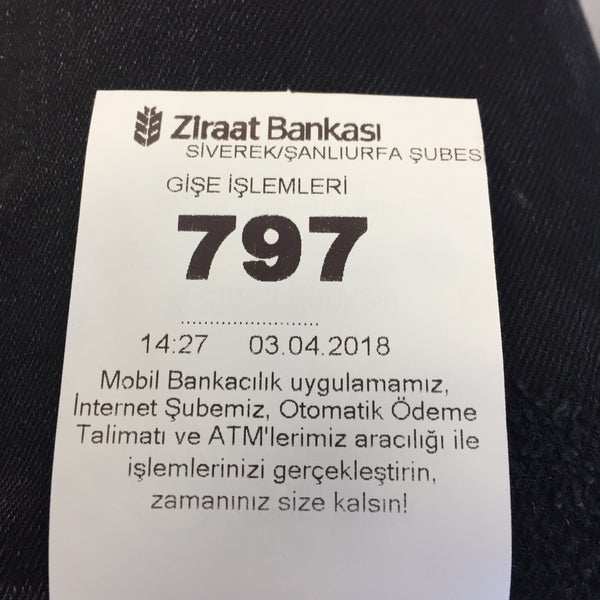 Ziraat Bankası
SİVEREK/ŞANLIURFA ŞUBES
GİŞE İŞLEMLERİ
797
....................
14:27 03.04.2018
Mobil Bankacılık uygulamamız,
İnternet Şubemiz, Otomatik Ödeme
Talimatı ve ATM'lerimiz aracılığı ile
işlemlerinizi gerçekleştirin,
zamanınız size kalsın!